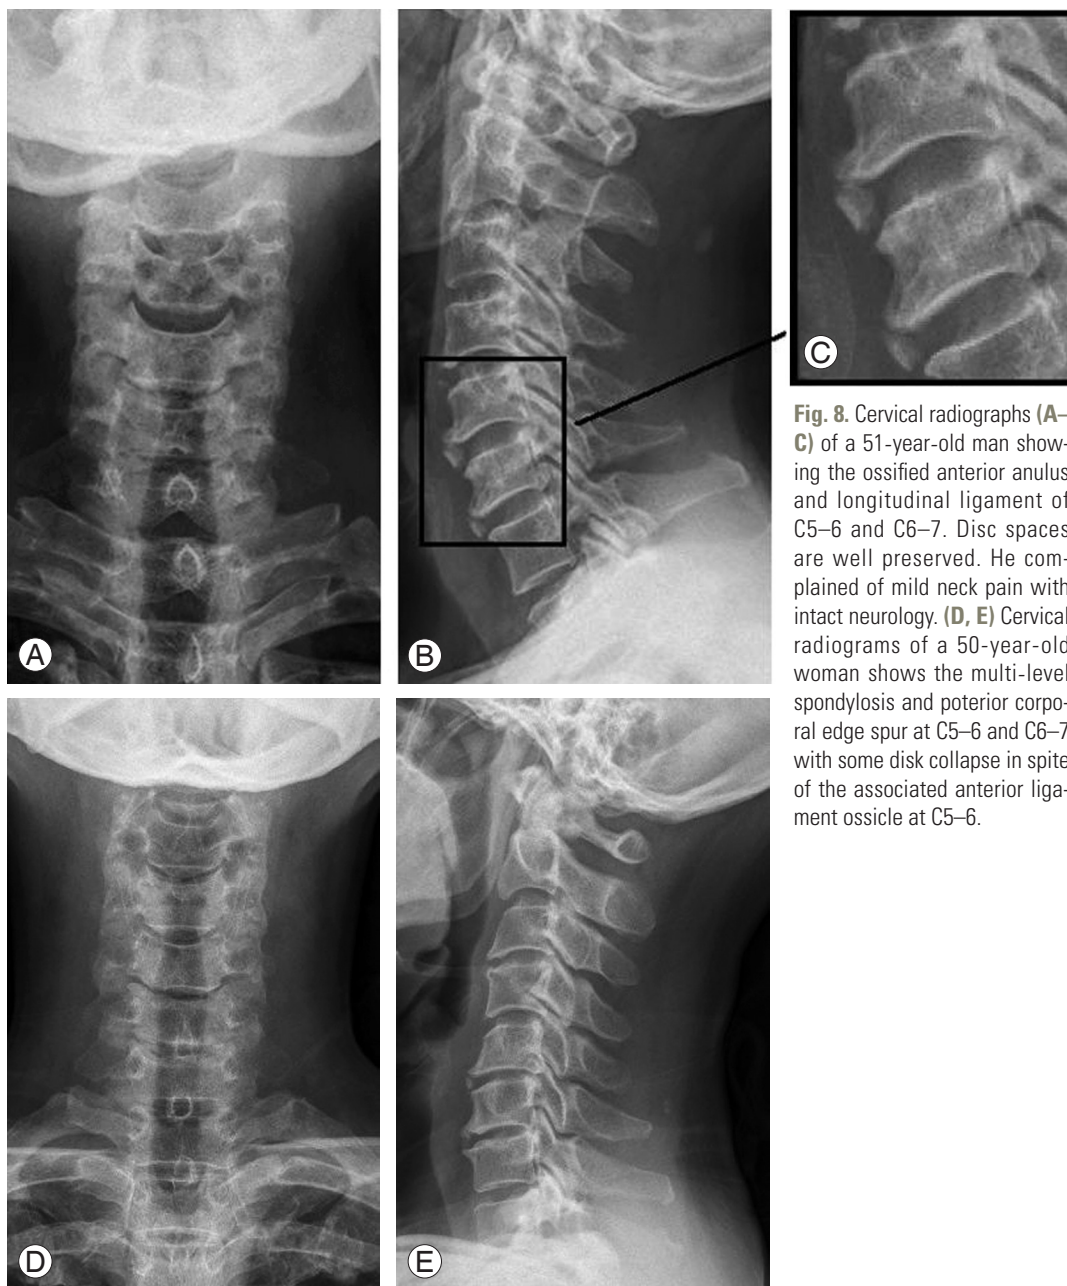 A
B
C
Fig. 8. Cervical radiographs (A–
C) of a 51-year-old man show-
ing the ossified anterior anulus
and longitudinal ligament of
C5–6 and C6–7. Disc spaces
are well preserved. He com-
plained of mild neck pain with
intact neurology. (D, E) Cervical
radiograms of a 50-year-old
woman shows the multi-level
spondylosis and poterior corpo-
ral edge spur at C5–6 and C6–7
with some disk collapse in spite
of the associated anterior liga-
ment ossicle at C5–6.
D
E